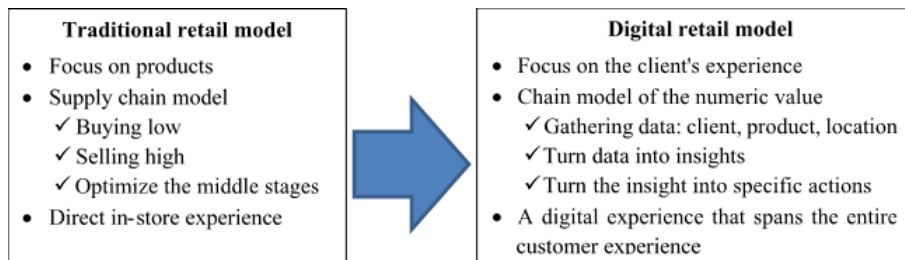 Traditional retail model
• Focus on products
• Supply chain model
✓ Buying low
✓ Selling high
✓ Optimize the middle stages
• Direct in-store experience
Digital retail model
• Focus on the client's experience
• Chain model of the numeric value
✓ Gathering data: client, product, location
✓ Turn data into insights
✓ Turn the insight into specific actions
• A digital experience that spans the entire
customer experience